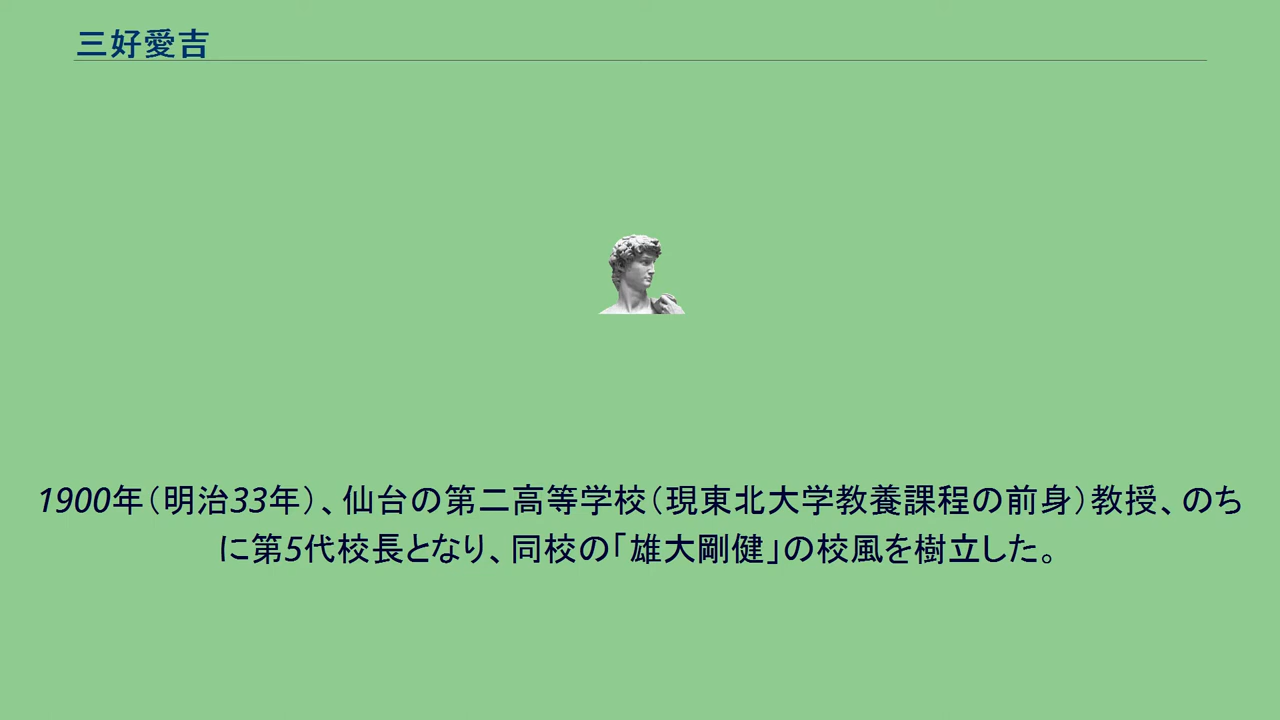 三好愛吉
1900年（明治33年）、仙台の第二高等学校（現東北大学教養課程の前身）教授、のち
に第5代校長となり、同校の「雄大剛健」の校風を樹立した。